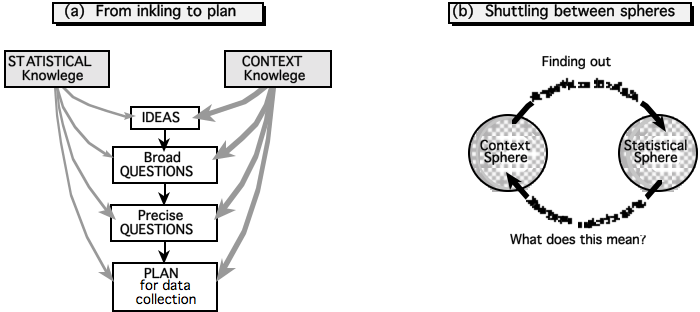 (a) From inkling to plan
STATISTICAL
Knowlege
CONTEXT
Knowlege
IDEAS
Broad
QUESTIONS
Precise
QUESTIONS
PLAN
for data
collection
(b) Shuttling between spheres
Finding out
Context
Sphere
Statistical
Sphere
What does this mean?